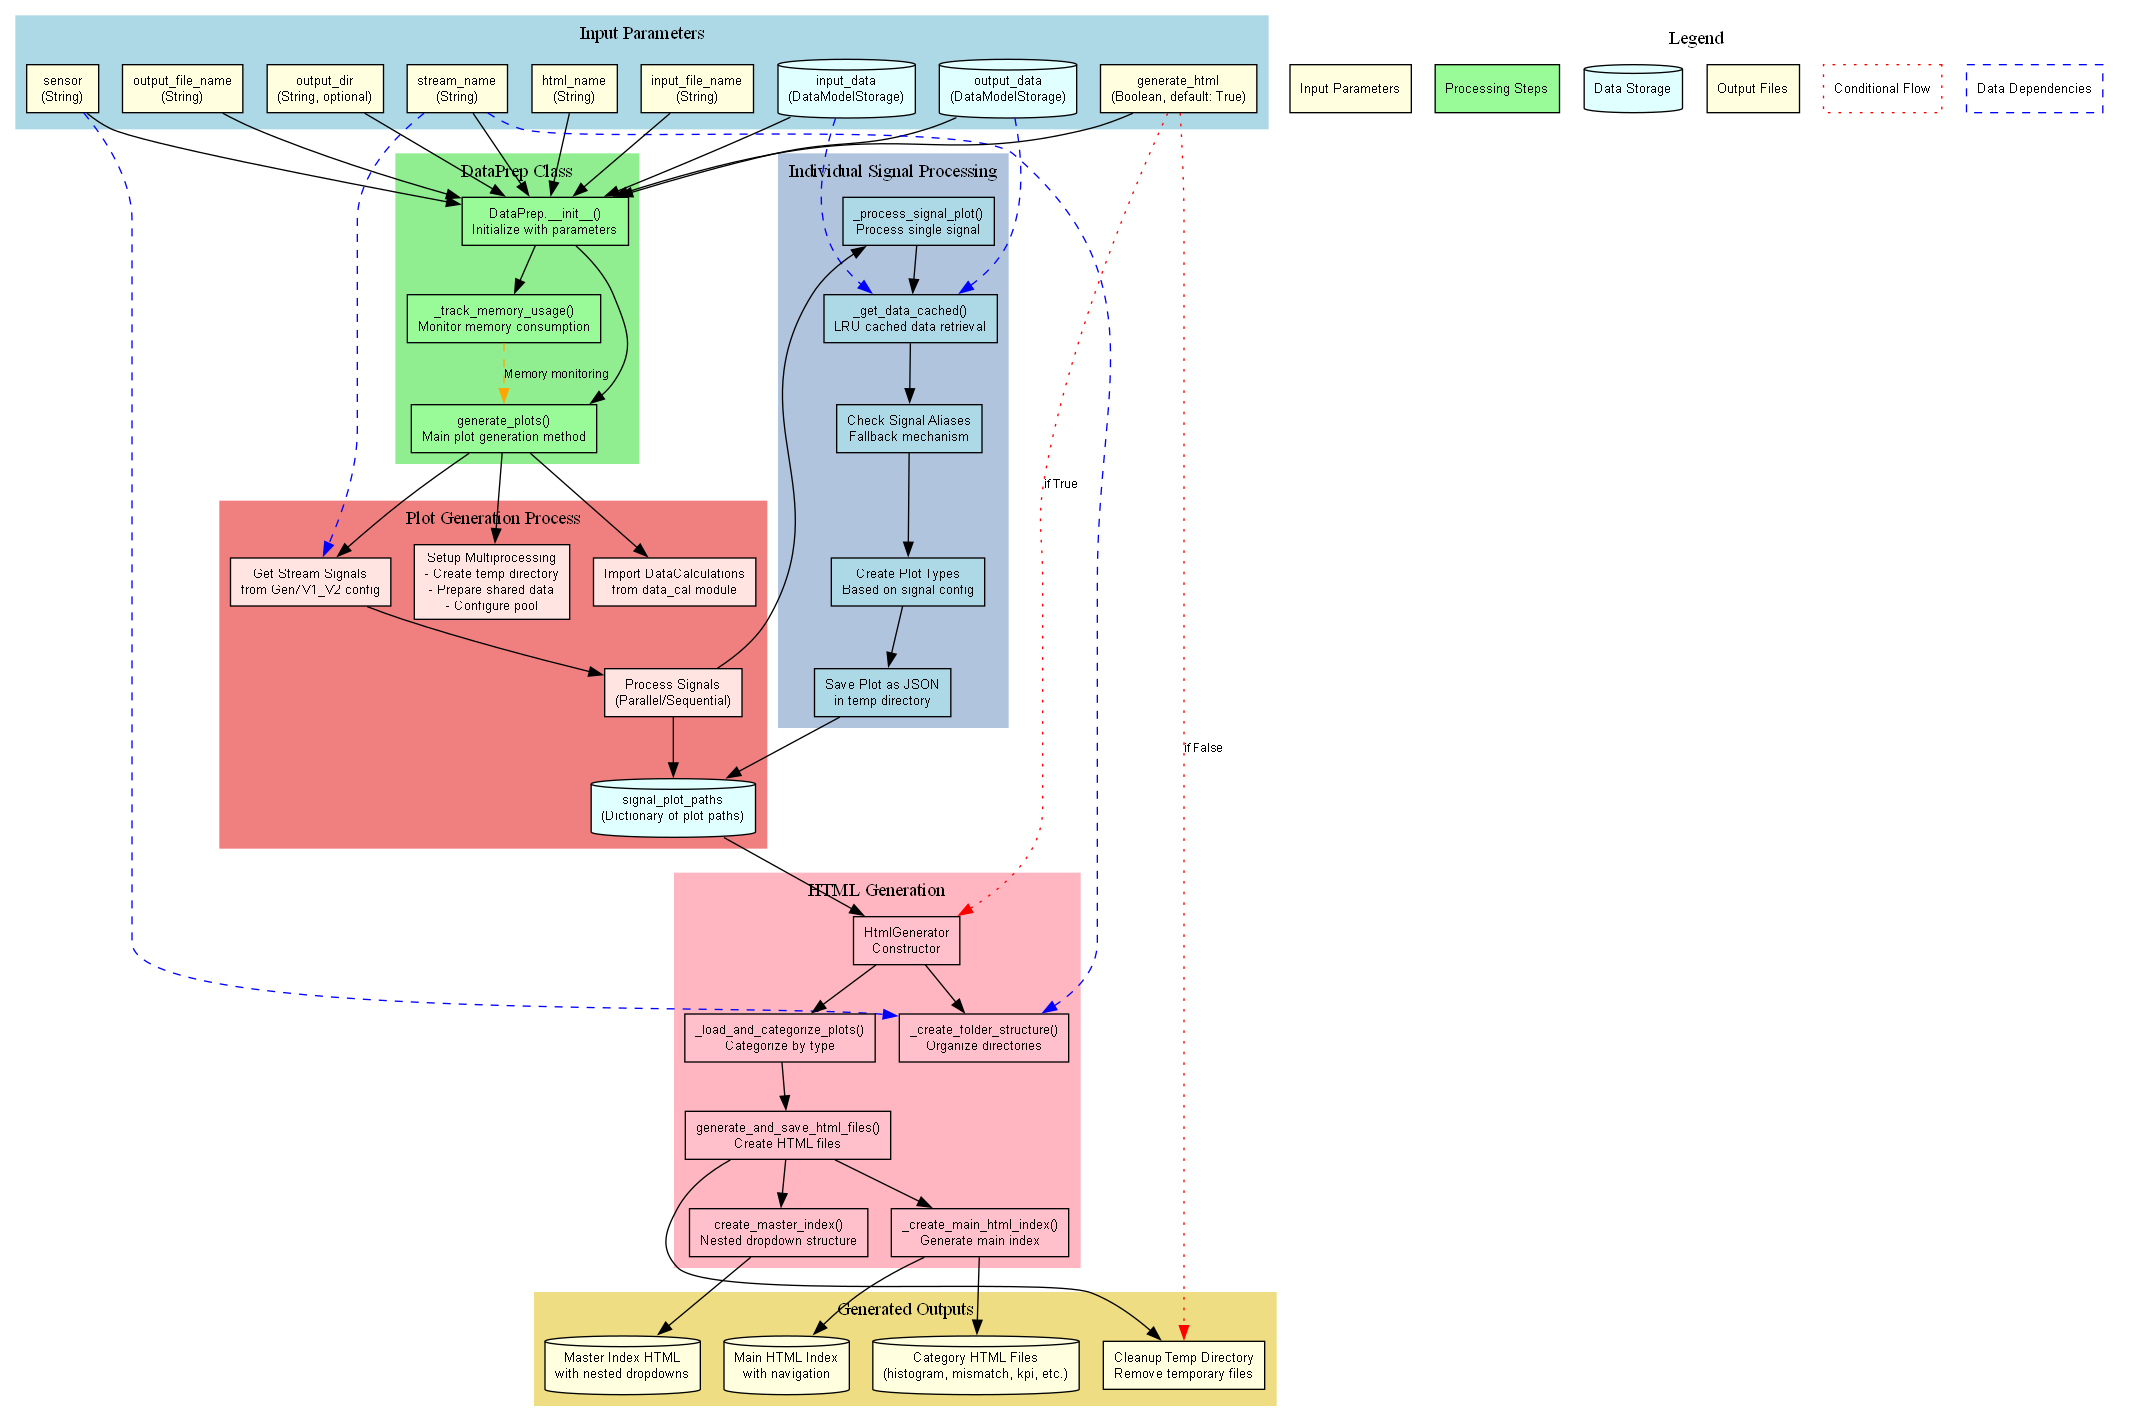 Input Parameters
Legend
sensor
(String)
output_file_name
(String)
output_dir
(String, optional)
stream_name
(String)
html_name
(String)
input_file_name
(String)
input_data
(DataModelStorage)
output_data
(DataModelStorage)
generate_html
(Boolean, default: True)
Input Parameters
Processing Steps
Data Storage
Output Files
Conditional Flow
Data Dependencies
DataPrep Class
DataPrep.__init__()
Initialize with parameters
_track_memory_usage()
Monitor memory consumption
Memory monitoring
generate_plots()
Main plot generation method
Individual Signal Processing
_process_signal_plot()
Process single signal
_get_data_cached()
LRU cached data retrieval
Check Signal Aliases
Fallback mechanism
Create Plot Types
Based on signal config
Save Plot as JSON
in temp directory
if True
if False
Plot Generation Process
Get Stream Signals
from Gen7V1_V2 config
Setup Multiprocessing
- Create temp directory
- Prepare shared data
- Configure pool
Import DataCalculations
from data_cal module
Process Signals
(Parallel/Sequential)
signal_plot_paths
(Dictionary of plot paths)
HTML Generation
HtmlGenerator
Constructor
_load_and_categorize_plots()
Categorize by type
_create_folder_structure()
Organize directories
generate_and_save_html_files()
Create HTML files
create_master_index()
Nested dropdown structure
_create_main_html_index()
Generate main index
Generated Outputs
Master Index HTML
with nested dropdowns
Main HTML Index
with navigation
Category HTML Files
(histogram, mismatch, kpi, etc.)
Cleanup Temp Directory
Remove temporary files